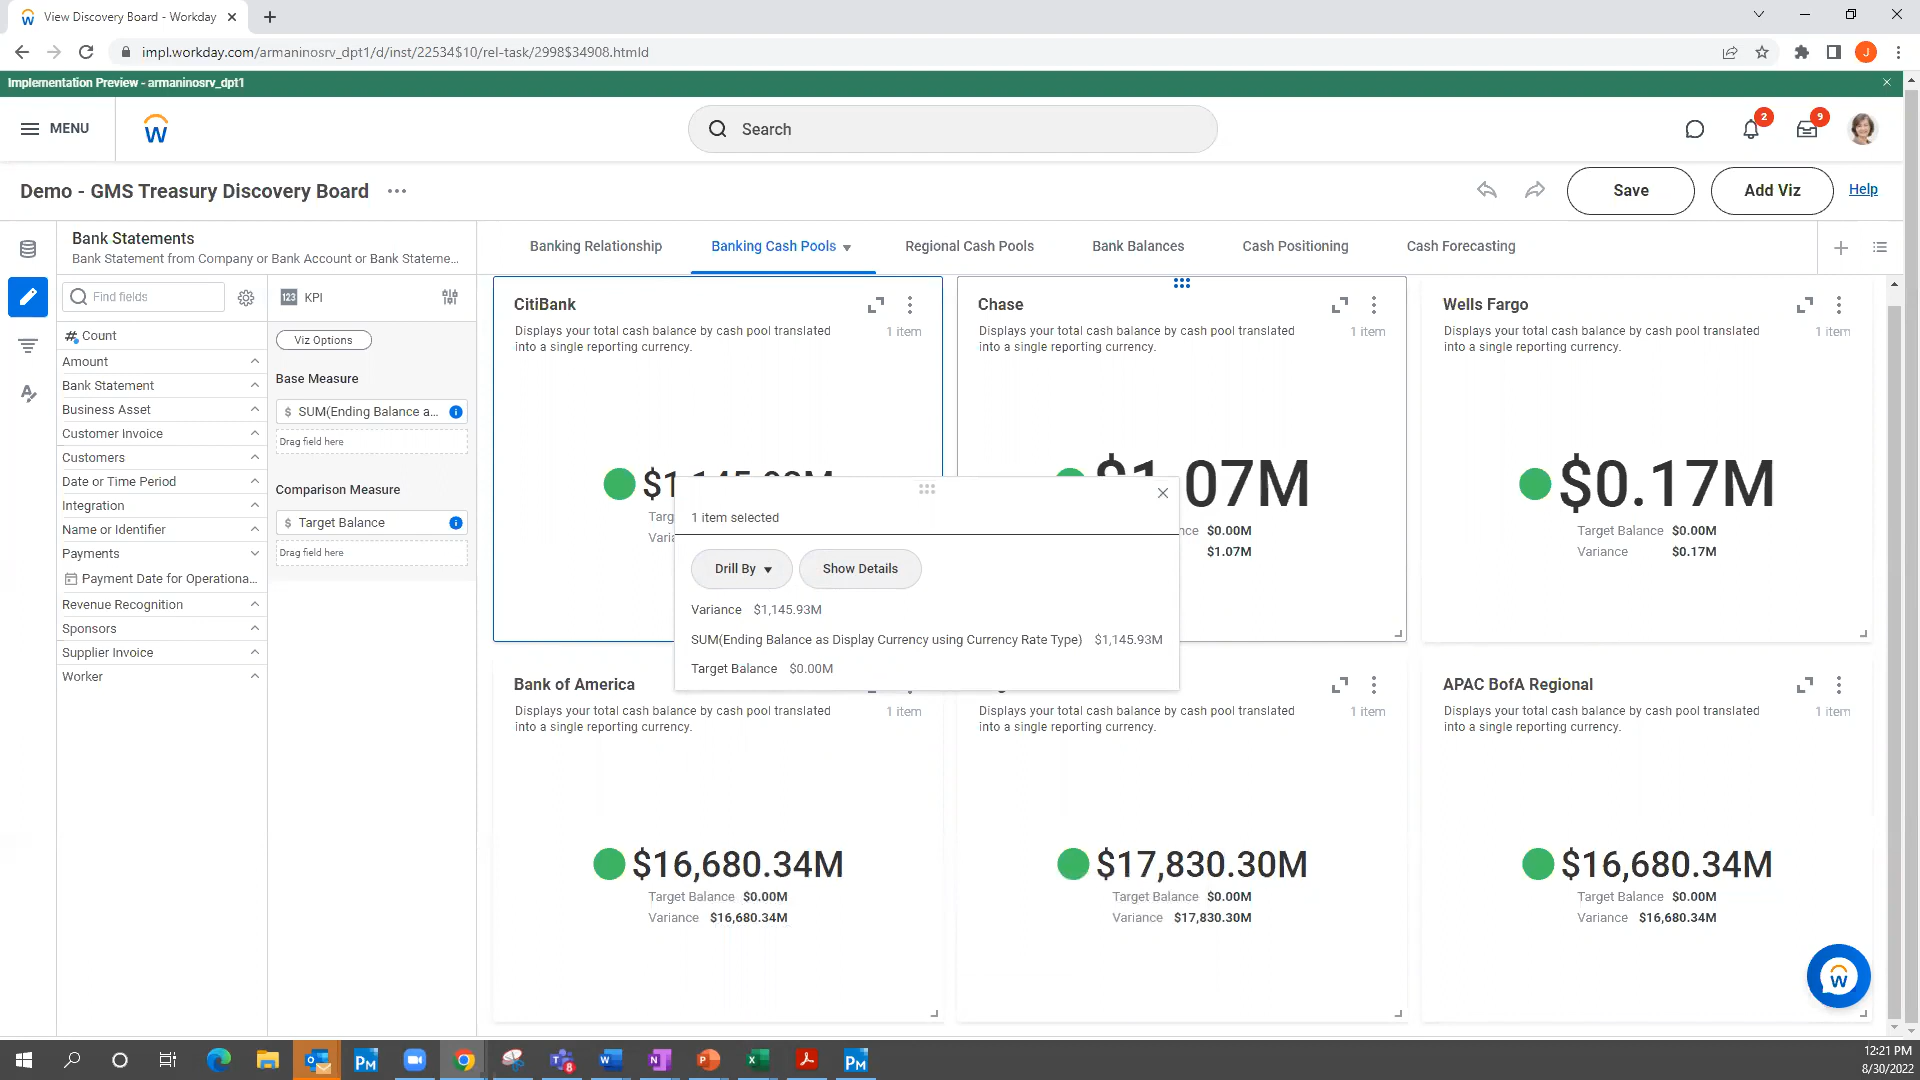 View Discovery Board - Workday
impl.workday.com/armaninosrv_dpt1/d/inst/22534$10/rel-task/2998$34908.htmld
J
Implementation Preview - armaninosrv_dpt1
MENU
Search
2
9
Demo - GMS Treasury Discovery Board
Save
Add Viz
Help
Bank Statements
Bank Statement from Company or Bank Account or Bank Stateme...
Banking Relationship
Banking Cash Pools
Regional Cash Pools
Bank Balances
Cash Positioning
Cash Forecasting
Find fields
123 KPI
Count
Amount
Bank Statement
Business Asset
Customer Invoice
Customers
Date or Time Period
Integration
Name or Identifier
Payments
Payment Date for Operationa...
Revenue Recognition
Sponsors
Supplier Invoice
Worker
Viz Options
Base Measure
$ SUM(Ending Balance a...
Drag field here
Comparison Measure
$ Target Balance
Drag field here
CitiBank
Displays your total cash balance by cash pool translated
into a single reporting currency.
1 item
Chase
Displays your total cash balance by cash pool translated
into a single reporting currency.
1 item
$0.00M
$1.07M
Wells Fargo
Displays your total cash balance by cash pool translated
into a single reporting currency.
1 item
$0.17M
Target Balance $0.00M
Variance $0.17M
1 item selected
Drill By
Show Details
Variance $1,145.93M
SUM(Ending Balance as Display Currency using Currency Rate Type) $1,145.93M
Target Balance $0.00M
Bank of America
Displays your total cash balance by cash pool translated
into a single reporting currency.
1 item
$16,680.34M
Target Balance $0.00M
Variance $16,680.34M
Displays your total cash balance by cash pool translated
into a single reporting currency.
1 item
$17,830.30M
Target Balance $0.00M
Variance $17,830.30M
APAC BofA Regional
Displays your total cash balance by cash pool translated
into a single reporting currency.
1 item
$16,680.34M
Target Balance $0.00M
Variance $16,680.34M
12:21 PM
8/30/2022